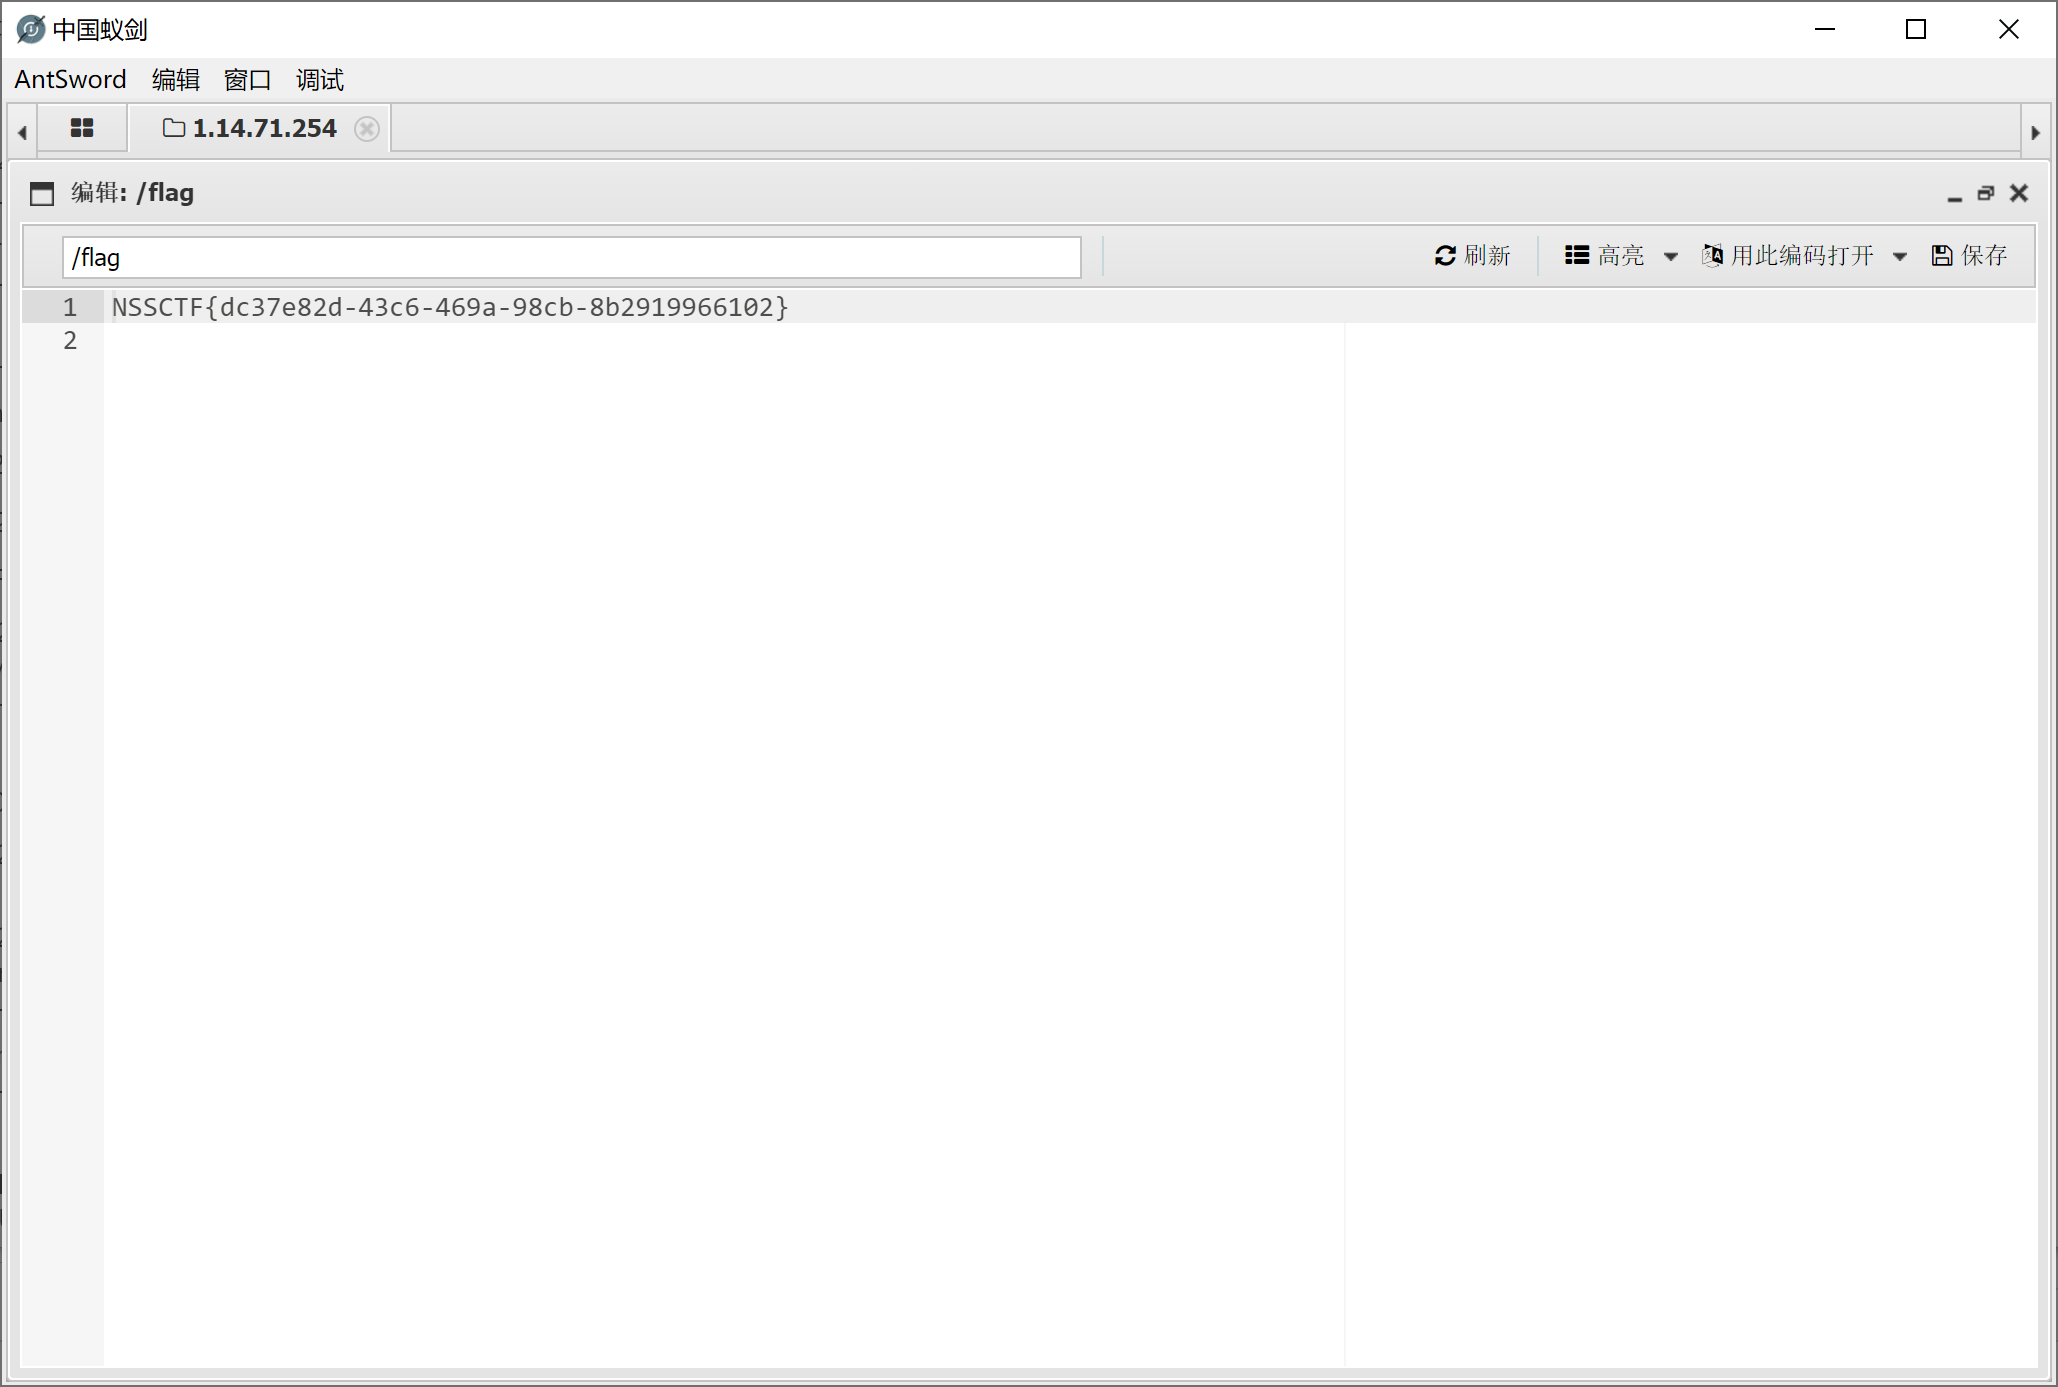 中国蚁剑
AntSword 编辑 窗口 调试
1.14.71.254
编辑: /flag
/flag 刷新 高亮 用此编码打开 保存
1 NSSCTF{dc37e82d-43c6-469a-98cb-8b2919966102}
2